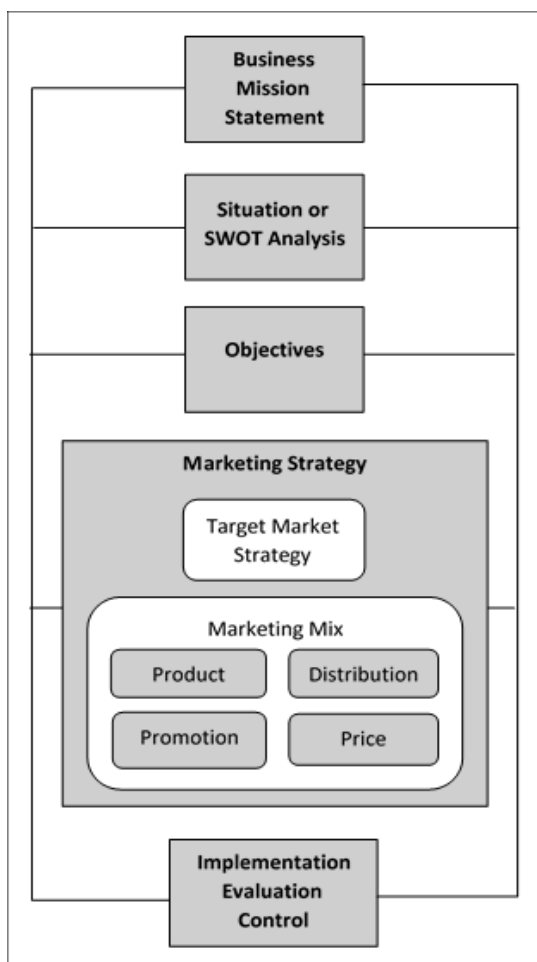 Business
Mission
Statement
Situation or
SWOT Analysis
Objectives
Marketing Strategy
Target Market
Strategy
Marketing Mix
Product
Distribution
Promotion
Price
Implementation
Evaluation
Control